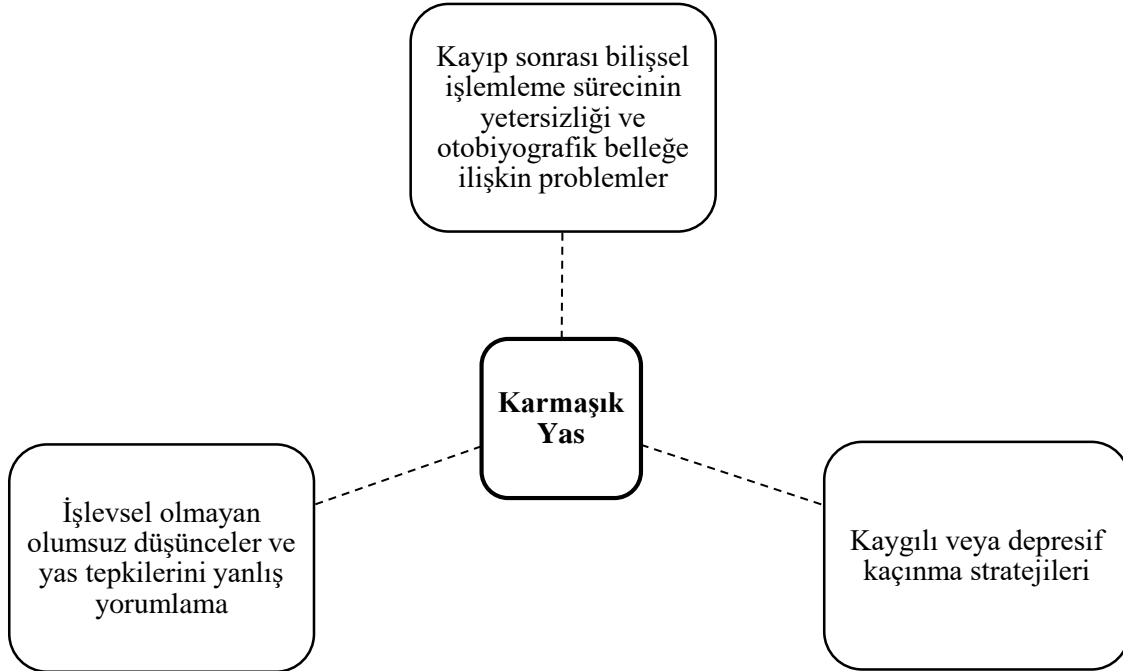 Kayıp sonrası bilişsel
işlemleme sürecinin
yetersizliği ve
otobiyografik belleğe
ilişkin problemler
Karmaşık
Yas
İşlevsel olmayan
olumsuz düşünceler ve
yas tepkilerini yanlış
yorumlama
Kaygılı veya depresif
kaçınma stratejileri